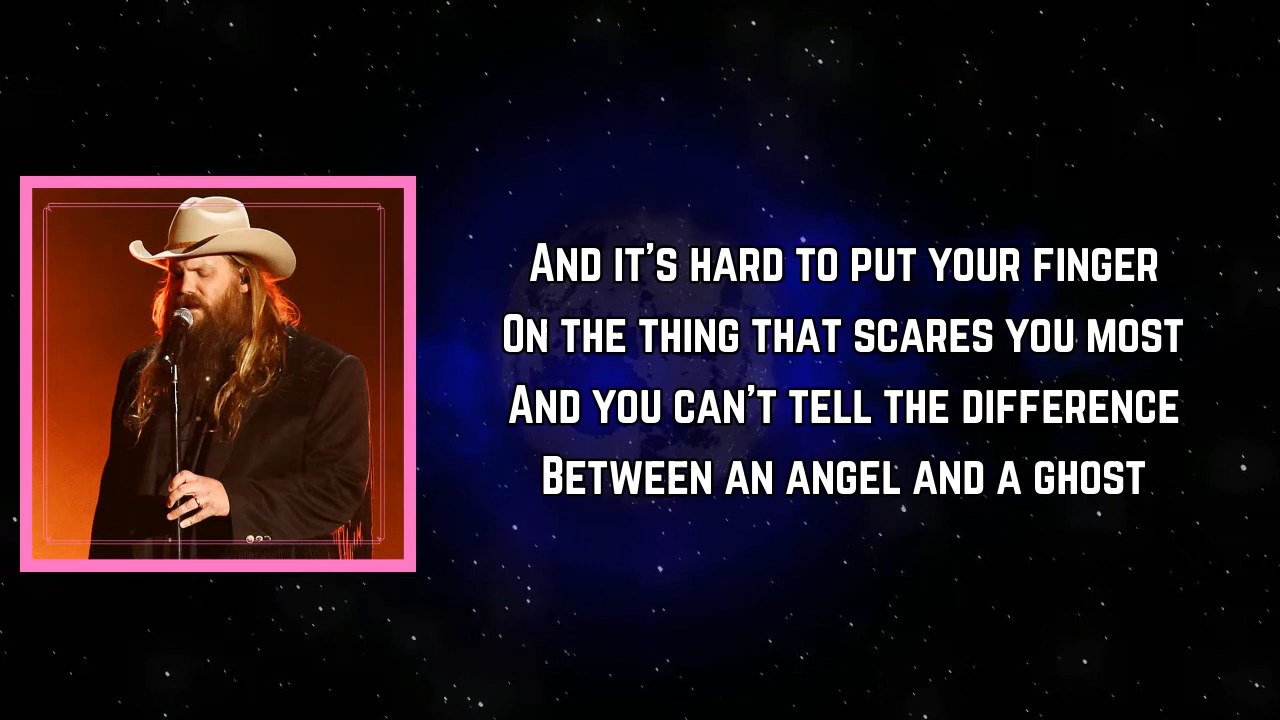 And it's hard to put your finger
On the thing that scares you most
And you can't tell the difference
Between an angel and a ghost